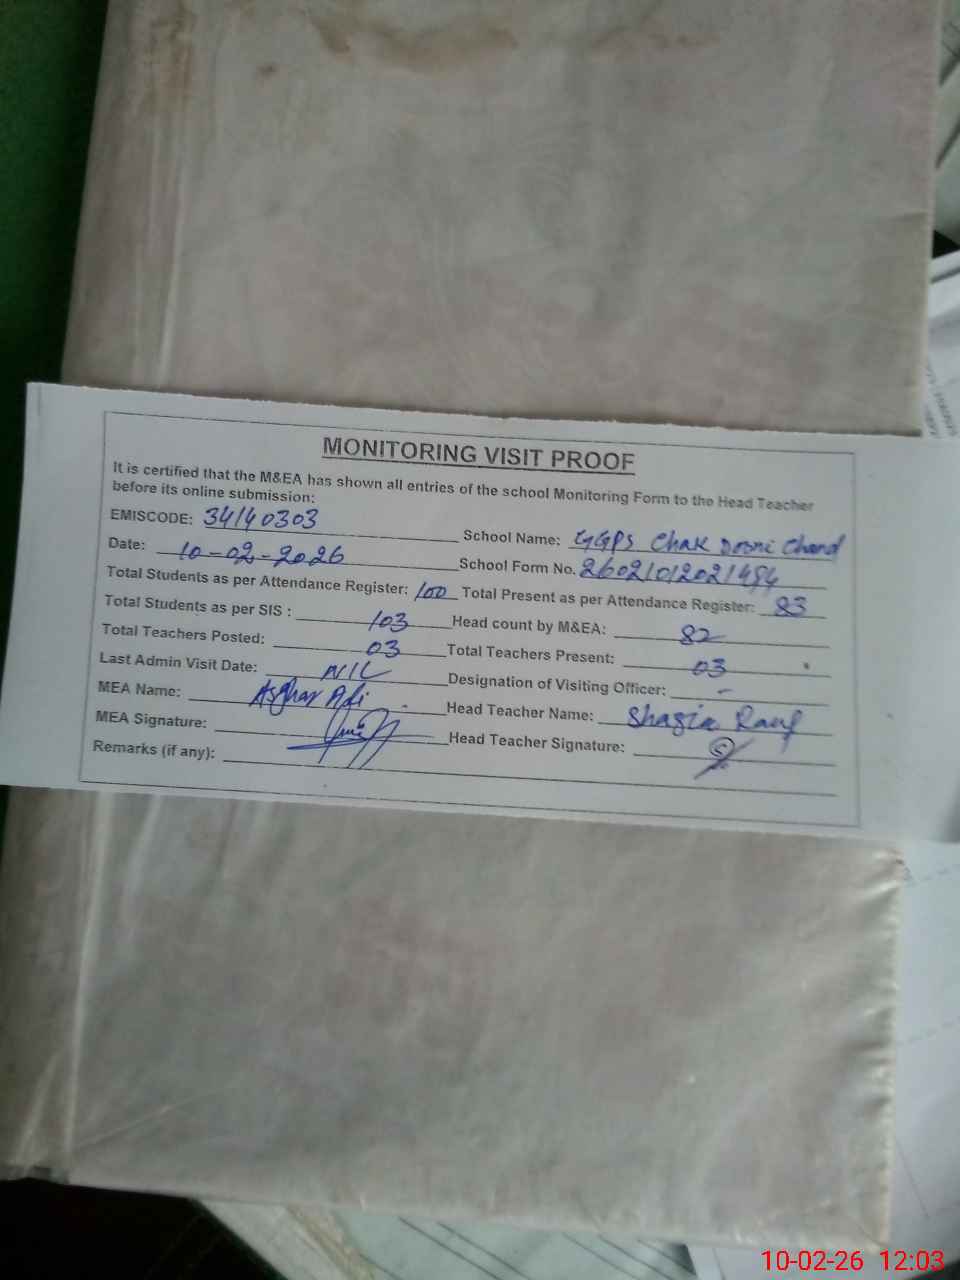 MONITORING VISIT PROOF
It is certified that the M&EA has shown all entries of the school Monitoring Form to the Head Teacher
before its online submission:
EMISCODE: 34140303 School Name: GGPS Chak Dooni Chand
Date: 10-02-2026 School Form No. 26021012021484
Total Students as per Attendance Register: 100 Total Present as per Attendance Register: 83
Total Students as per SIS : 103 Head count by M&EA: 82
Total Teachers Posted: 03 Total Teachers Present: 03
Last Admin Visit Date: NIL Designation of Visiting Officer: -
MEA Name: Asghar Ali Head Teacher Name: Shazia Rauf
MEA Signature: Head Teacher Signature:
Remarks (if any):
10-02-26 12:03